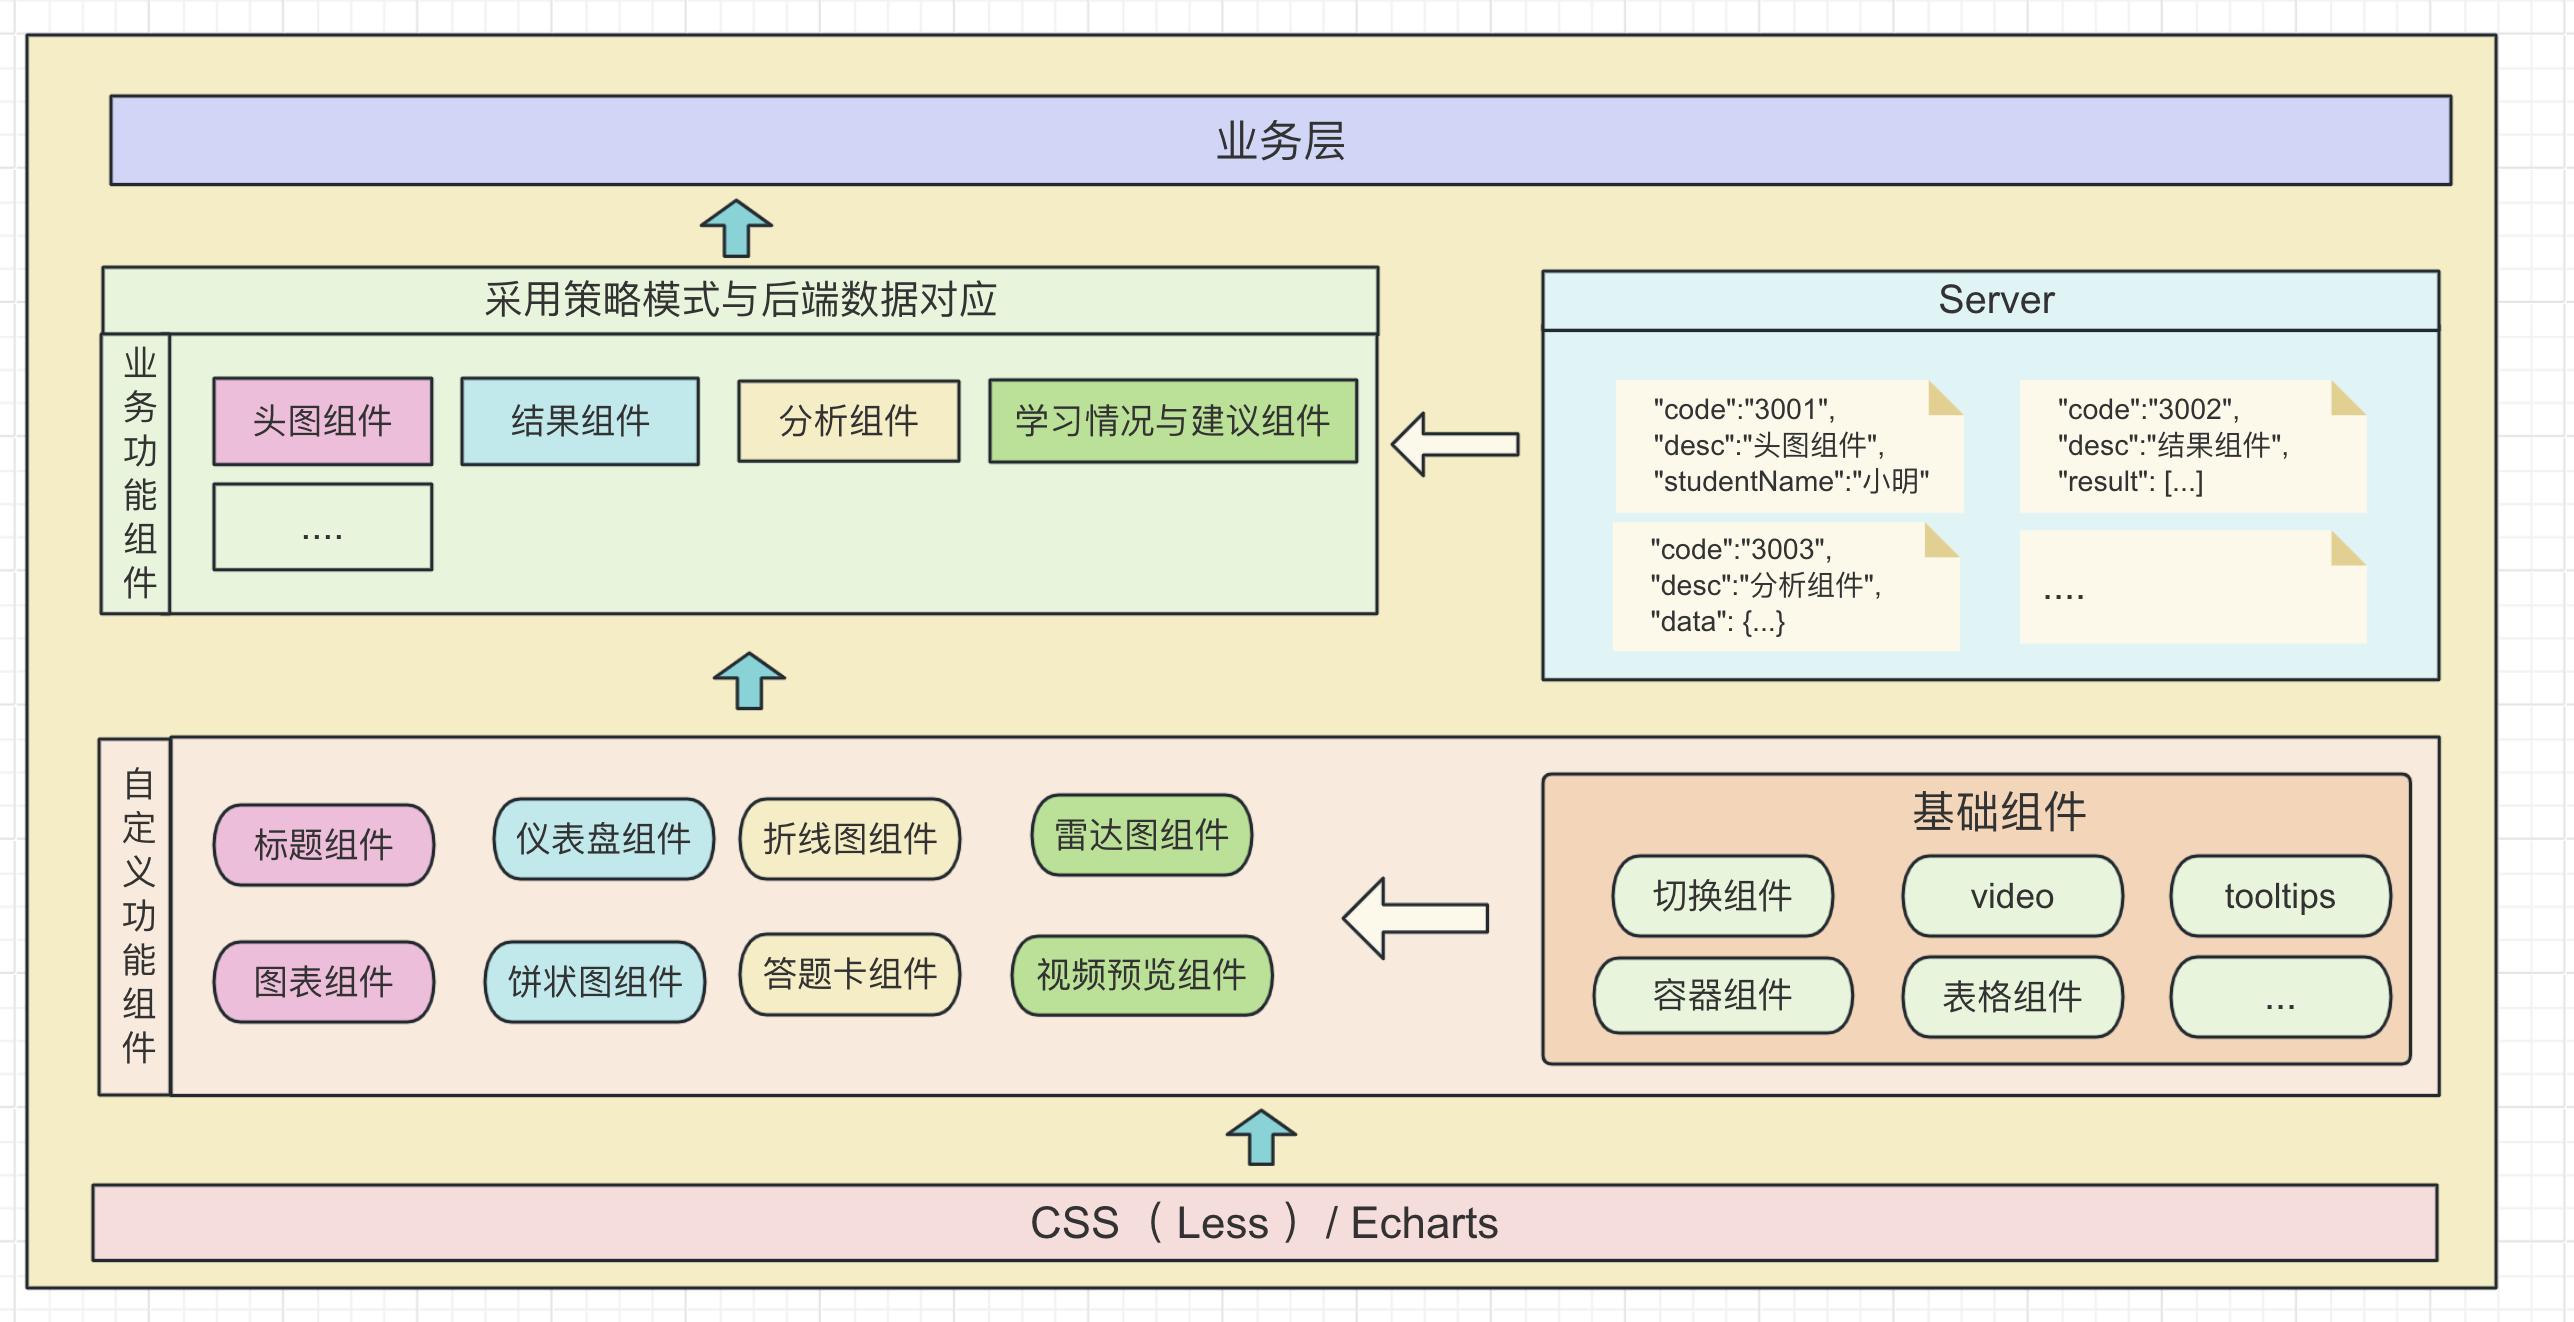 业务层
采用策略模式与后端数据对应
业务功能组件
头图组件
结果组件
分析组件
学习情况与建议组件
....
Server
"code":"3001",
"desc":"头图组件",
"studentName":"小明"
"code":"3002",
"desc":"结果组件",
"result": [...]
"code":"3003",
"desc":"分析组件",
"data": {...}
....
自定义功能组件
标题组件
仪表盘组件
折线图组件
雷达图组件
图表组件
饼状图组件
答题卡组件
视频预览组件
基础组件
切换组件
video
tooltips
容器组件
表格组件
...
CSS （ Less ） / Echarts